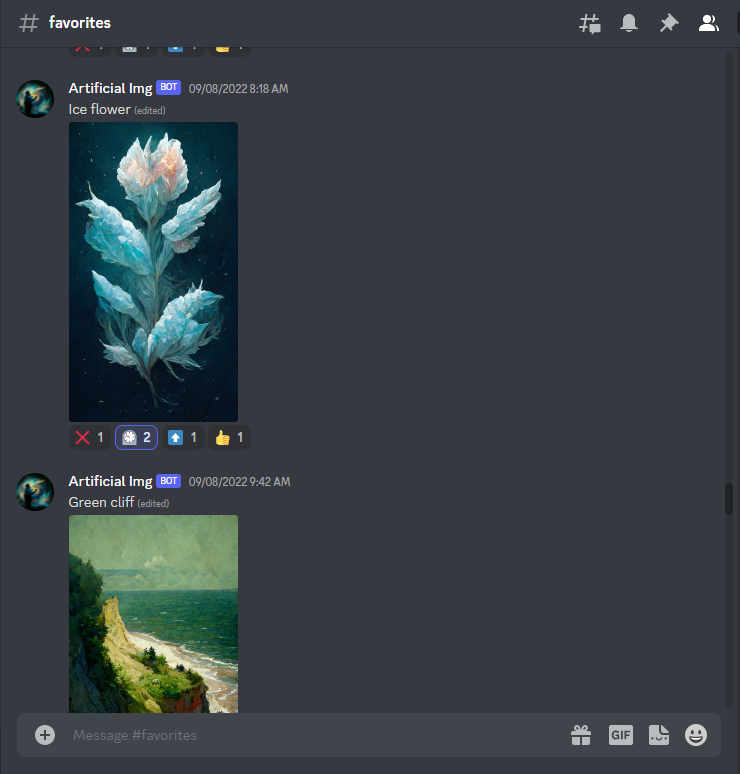 favorites
Artificial Img BOT 09/08/2022 8:18 AM
Ice flower (edited)
1 2 1 1
Artificial Img BOT 09/08/2022 9:42 AM
Green cliff (edited)
Message #favorites
GIF